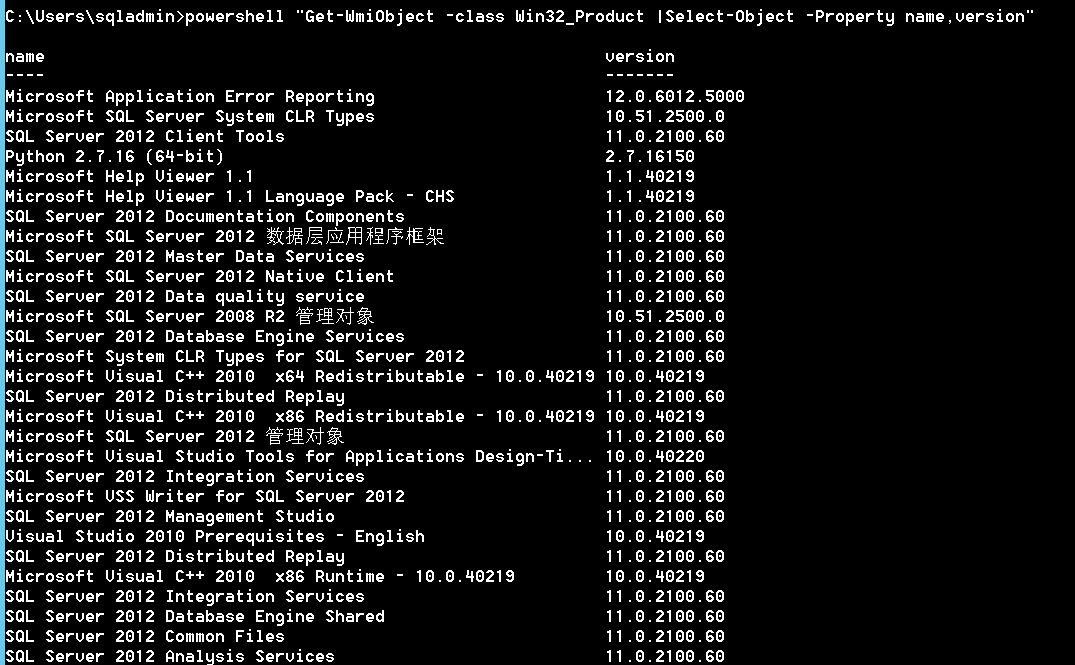 C:\Users\sqladmin>powershell "Get-WmiObject -class Win32_Product |Select-Object -Property name,version"
name version
---- -------
Microsoft Application Error Reporting 12.0.6012.5000
Microsoft SQL Server System CLR Types 10.51.2500.0
SQL Server 2012 Client Tools 11.0.2100.60
Python 2.7.16 (64-bit) 2.7.16150
Microsoft Help Viewer 1.1 1.1.40219
Microsoft Help Viewer 1.1 Language Pack - CHS 1.1.40219
SQL Server 2012 Documentation Components 11.0.2100.60
Microsoft SQL Server 2012 数据层应用程序框架 11.0.2100.60
SQL Server 2012 Master Data Services 11.0.2100.60
Microsoft SQL Server 2012 Native Client 11.0.2100.60
SQL Server 2012 Data quality service 11.0.2100.60
Microsoft SQL Server 2008 R2 管理对象 10.51.2500.0
SQL Server 2012 Database Engine Services 11.0.2100.60
Microsoft System CLR Types for SQL Server 2012 11.0.2100.60
Microsoft Visual C++ 2010  x64 Redistributable - 10.0.40219 10.0.40219
SQL Server 2012 Distributed Replay 11.0.2100.60
Microsoft Visual C++ 2010  x86 Redistributable - 10.0.40219 10.0.40219
Microsoft SQL Server 2012 管理对象 11.0.2100.60
Microsoft Visual Studio Tools for Applications Design-Ti... 10.0.40220
SQL Server 2012 Integration Services 11.0.2100.60
Microsoft VSS Writer for SQL Server 2012 11.0.2100.60
SQL Server 2012 Management Studio 11.0.2100.60
Visual Studio 2010 Prerequisites - English 10.0.40219
SQL Server 2012 Distributed Replay 11.0.2100.60
Microsoft Visual C++ 2010  x86 Runtime - 10.0.40219 10.0.40219
SQL Server 2012 Integration Services 11.0.2100.60
SQL Server 2012 Database Engine Shared 11.0.2100.60
SQL Server 2012 Common Files 11.0.2100.60
SQL Server 2012 Analysis Services 11.0.2100.60